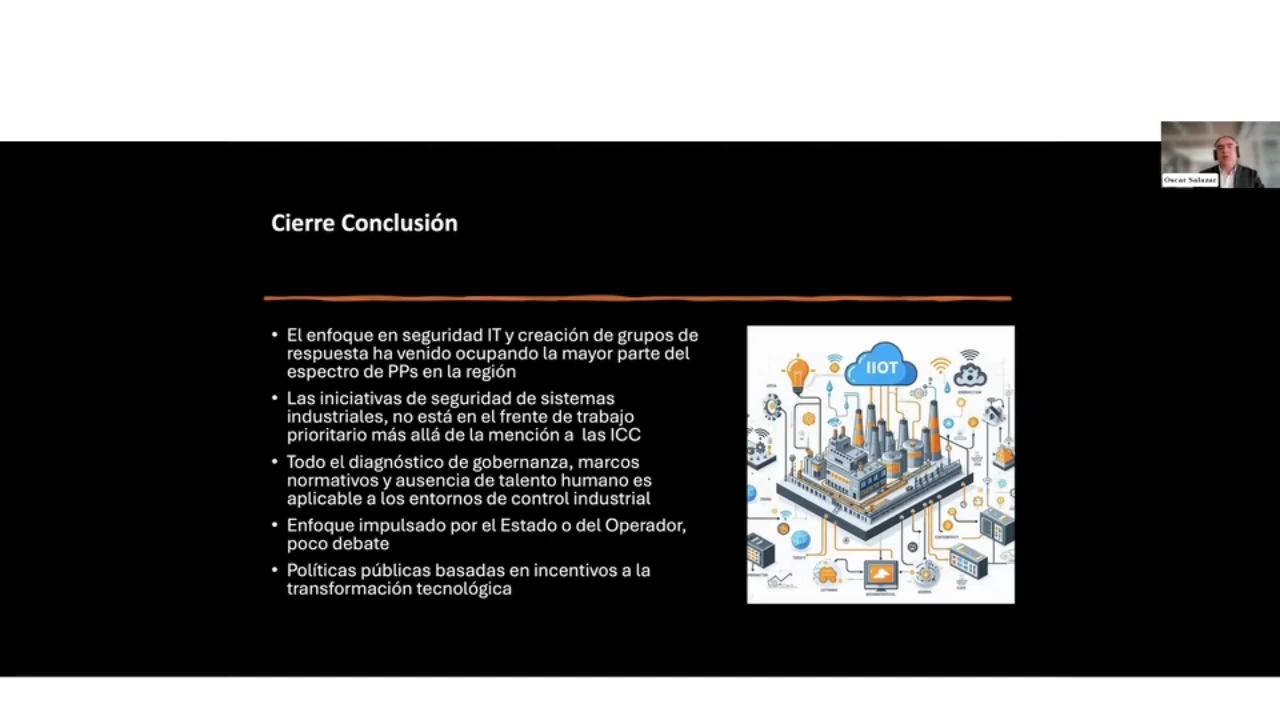 Óscar Salazar
Cierre Conclusión
• El enfoque en seguridad IT y creación de grupos de
respuesta ha venido ocupando la mayor parte del
espectro de PPs en la región
• Las iniciativas de seguridad de sistemas
industriales, no está en el frente de trabajo
prioritario más allá de la mención a las ICC
• Todo el diagnóstico de gobernanza, marcos
normativos y ausencia de talento humano es
aplicable a los entornos de control industrial
• Enfoque impulsado por el Estado o del Operador,
poco debate
• Políticas públicas basadas en incentivos a la
transformación tecnológica
IIOT